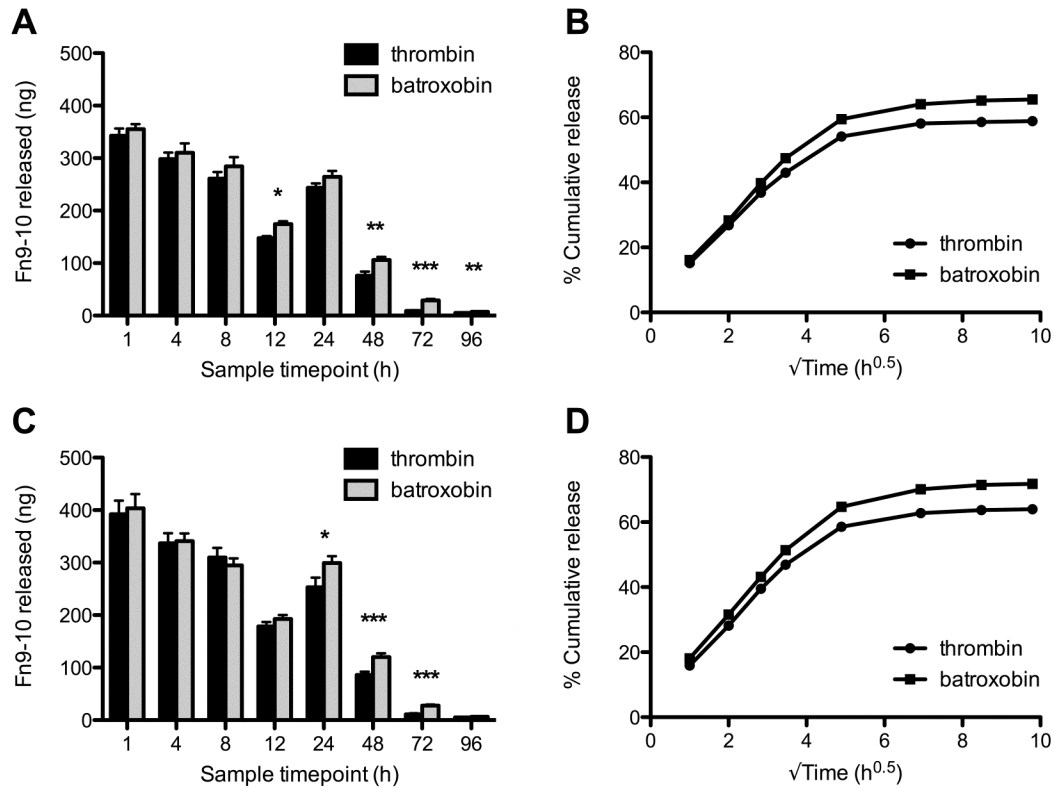 A
Fn9-10 released (ng)
500
400
300
200
100
0
thrombin
batroxobin
*
**
***
**
1 4 8 12 24 48 72 96
Sample timepoint (h)
B
% Cumulative release
80
60
40
20
0
thrombin
batroxobin
0 2 4 6 8 10
√Time (h^0.5)
C
Fn9-10 released (ng)
500
400
300
200
100
0
thrombin
batroxobin
*
***
***
1 4 8 12 24 48 72 96
Sample timepoint (h)
D
% Cumulative release
80
60
40
20
0
thrombin
batroxobin
0 2 4 6 8 10
√Time (h^0.5)